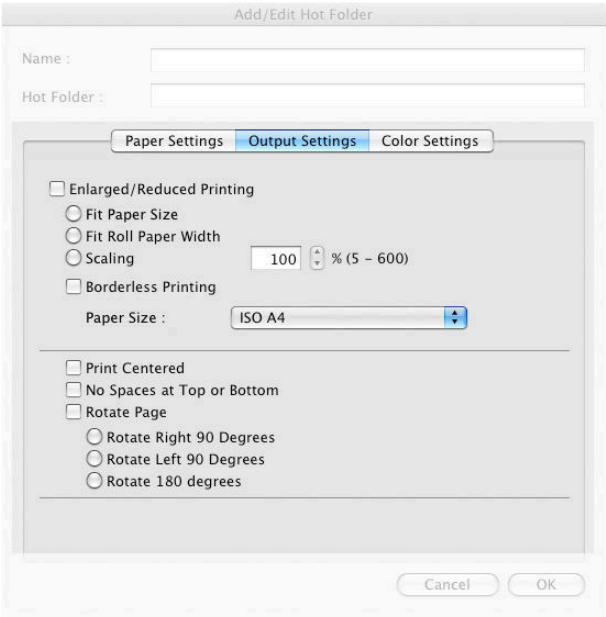 Add/Edit Hot Folder
Name :
Hot Folder :
Paper Settings Output Settings Color Settings
Enlarged/Reduced Printing
Fit Paper Size
Fit Roll Paper Width
Scaling 100 % (5 - 600)
Borderless Printing
Paper Size : ISO A4
Print Centered
No Spaces at Top or Bottom
Rotate Page
Rotate Right 90 Degrees
Rotate Left 90 Degrees
Rotate 180 degrees
Cancel OK